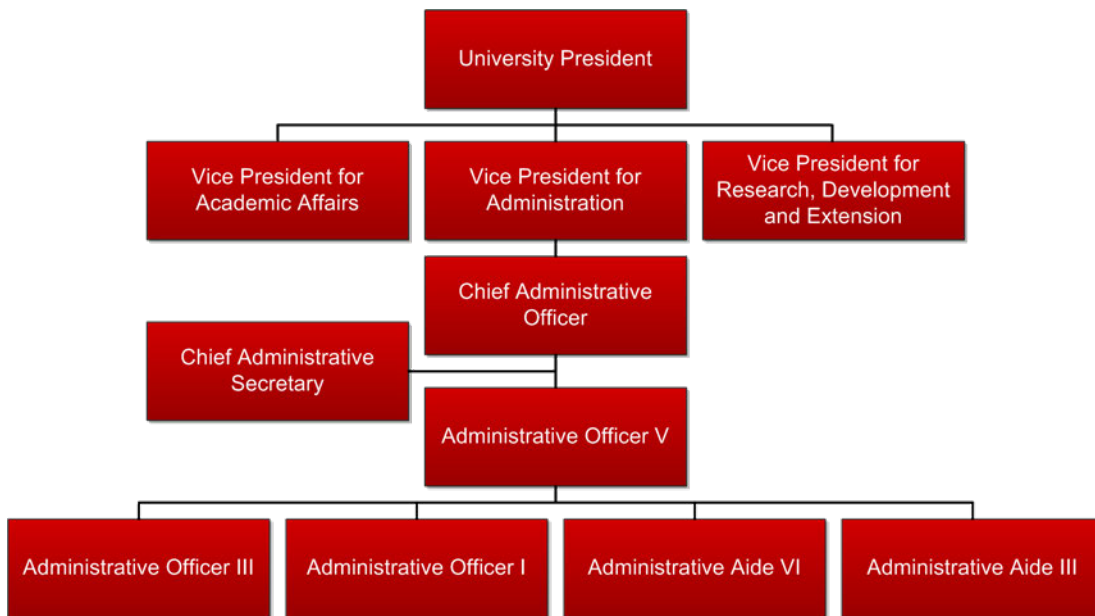 University President
Vice President for
Academic Affairs
Vice President for
Administration
Vice President for
Research, Development
and Extension
Chief Administrative
Officer
Chief Administrative
Secretary
Administrative Officer V
Administrative Officer III
Administrative Officer I
Administrative Aide VI
Administrative Aide III